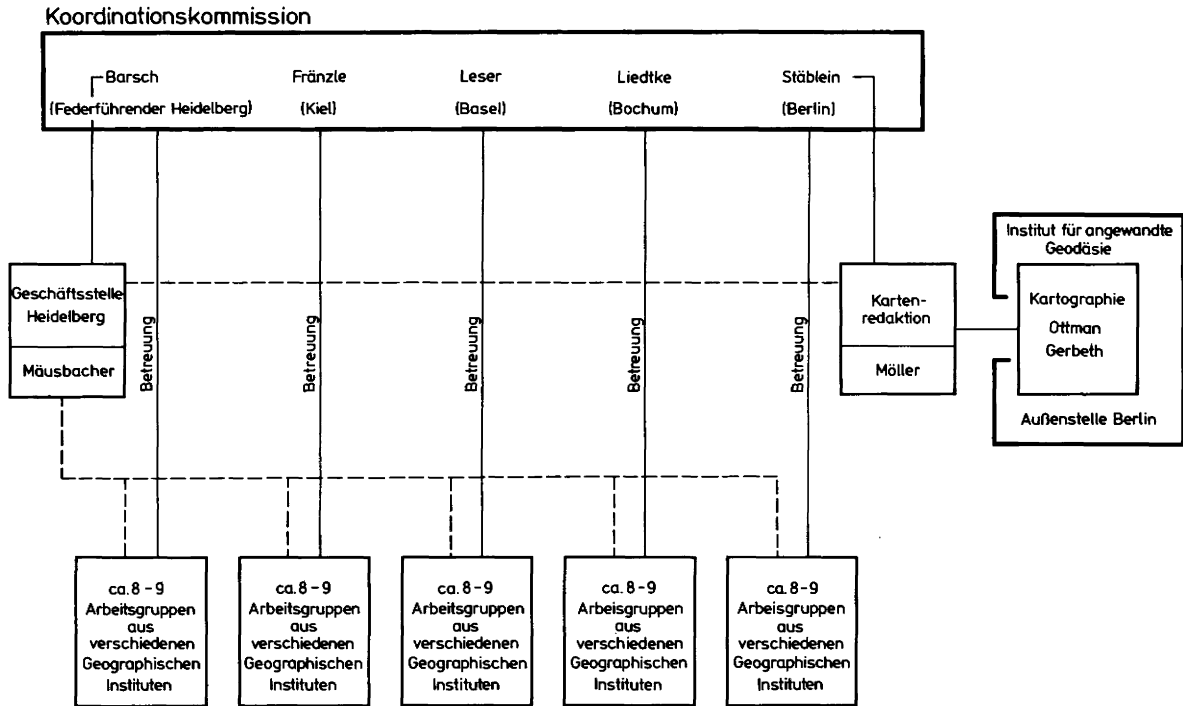 Koordinationskommission
Barsch
(Federführender Heidelberg)
Fränzle
(Kiel)
Leser
(Basel)
Liedtke
(Bochum)
Stäblein
(Berlin)
Geschäftsstelle
Heidelberg
Mäusbacher
Betreuung
Betreuung
Betreuung
Betreuung
Betreuung
Karten-
redaktion
Möller
Institut für angewandte
Geodäsie
Kartographie
Ottman
Gerbeth
Außenstelle Berlin
ca. 8-9
Arbeitsgruppen
aus
verschiedenen
Geographischen
Instituten
ca. 8-9
Arbeitsgruppen
aus
verschiedenen
Geographischen
Instituten
ca. 8-9
Arbeitsgruppen
aus
verschiedenen
Geographischen
Instituten
ca. 8-9
Arbeisgruppen
aus
verschiedenen
Geographischen
Instituten
ca. 8-9
Arbeisgruppen
aus
verschiedenen
Geographischen
Instituten